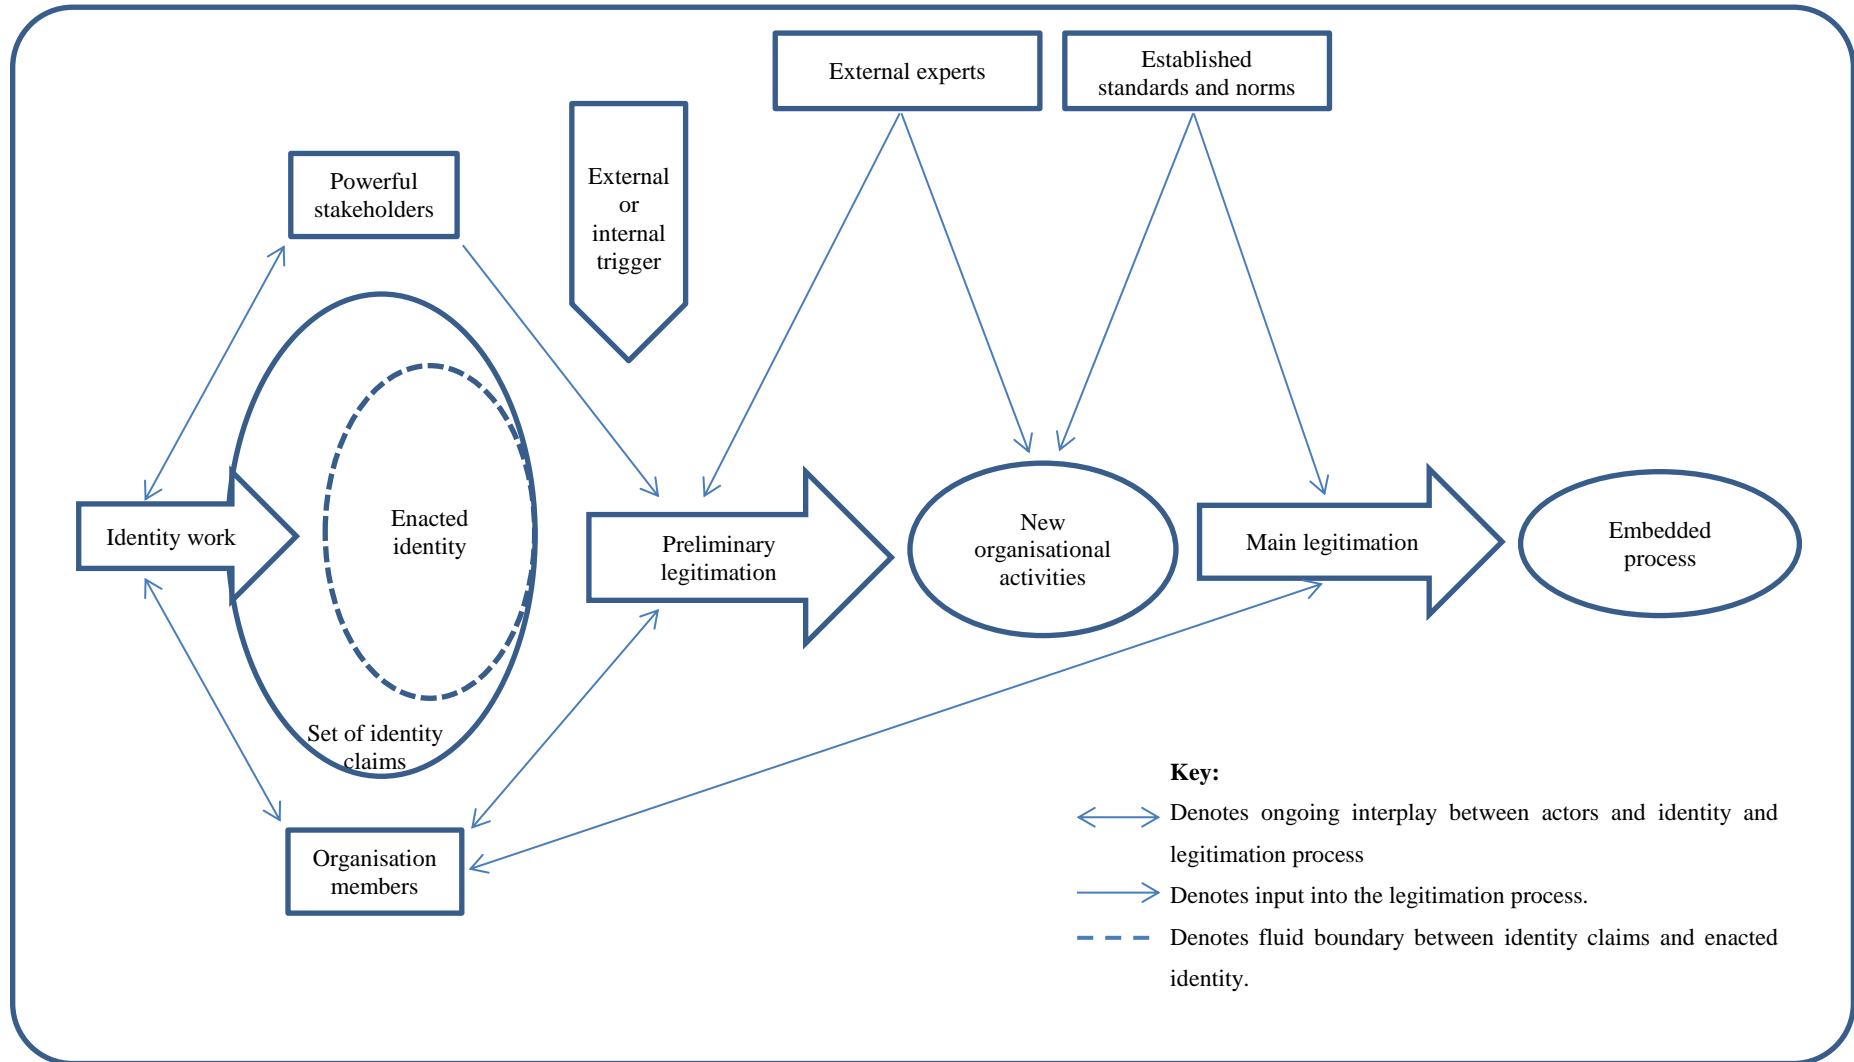 External experts
Established
standards and norms
Powerful
stakeholders
External
or
internal
trigger
Identity work
Enacted
identity
Set of identity
claims
Preliminary
legitimation
New
organisational
activities
Main legitimation
Embedded
process
Organisation
members
Key:
Denotes ongoing interplay between actors and identity and
legitimation process
Denotes input into the legitimation process.
Denotes fluid boundary between identity claims and enacted
identity.